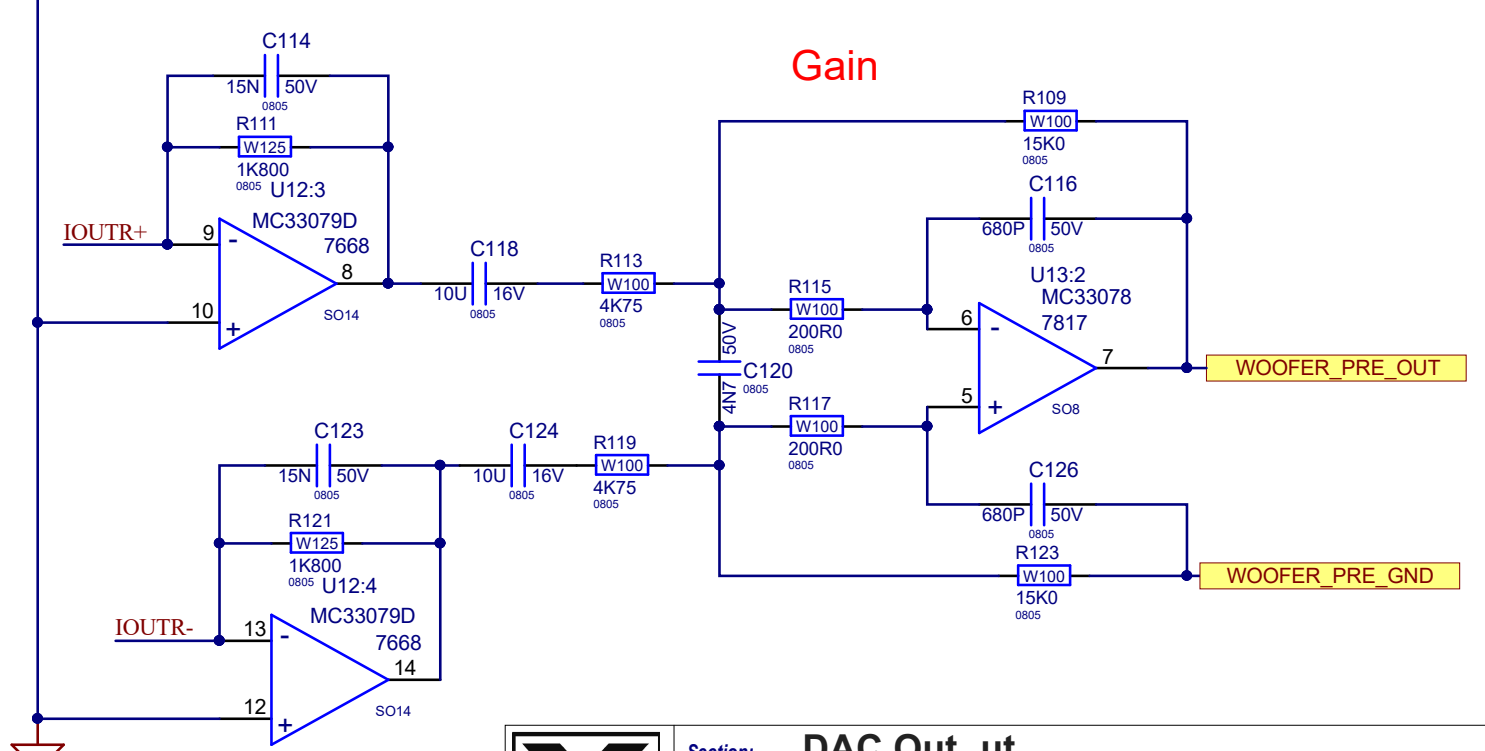 C114
15N 50V
0805
R111
W125
1K800
0805 U12:3
MC33079D
7668
IOUTR+
9
-
8
10
+
SO14
C118
10U 16V
0805
R113
W100
4K75
0805
Gain
R109
W100
15K0
0805
C116
680P 50V
0805
U13:2
MC33078
7817
R115
W100
200R0
0805
50V
C120
0805
4N7
6
-
7
5
+
SO8
WOOFER_PRE_OUT
R117
W100
200R0
0805
C123
15N 50V
0805
C124
10U 16V
0805
R119
W100
4K75
0805
C126
680P 50V
0805
R123
W100
15K0
0805
WOOFER_PRE_GND
R121
W125
1K800
0805 U12:4
MC33079D
7668
IOUTR-
13
-
14
12
+
SO14
Section:
DAC Out